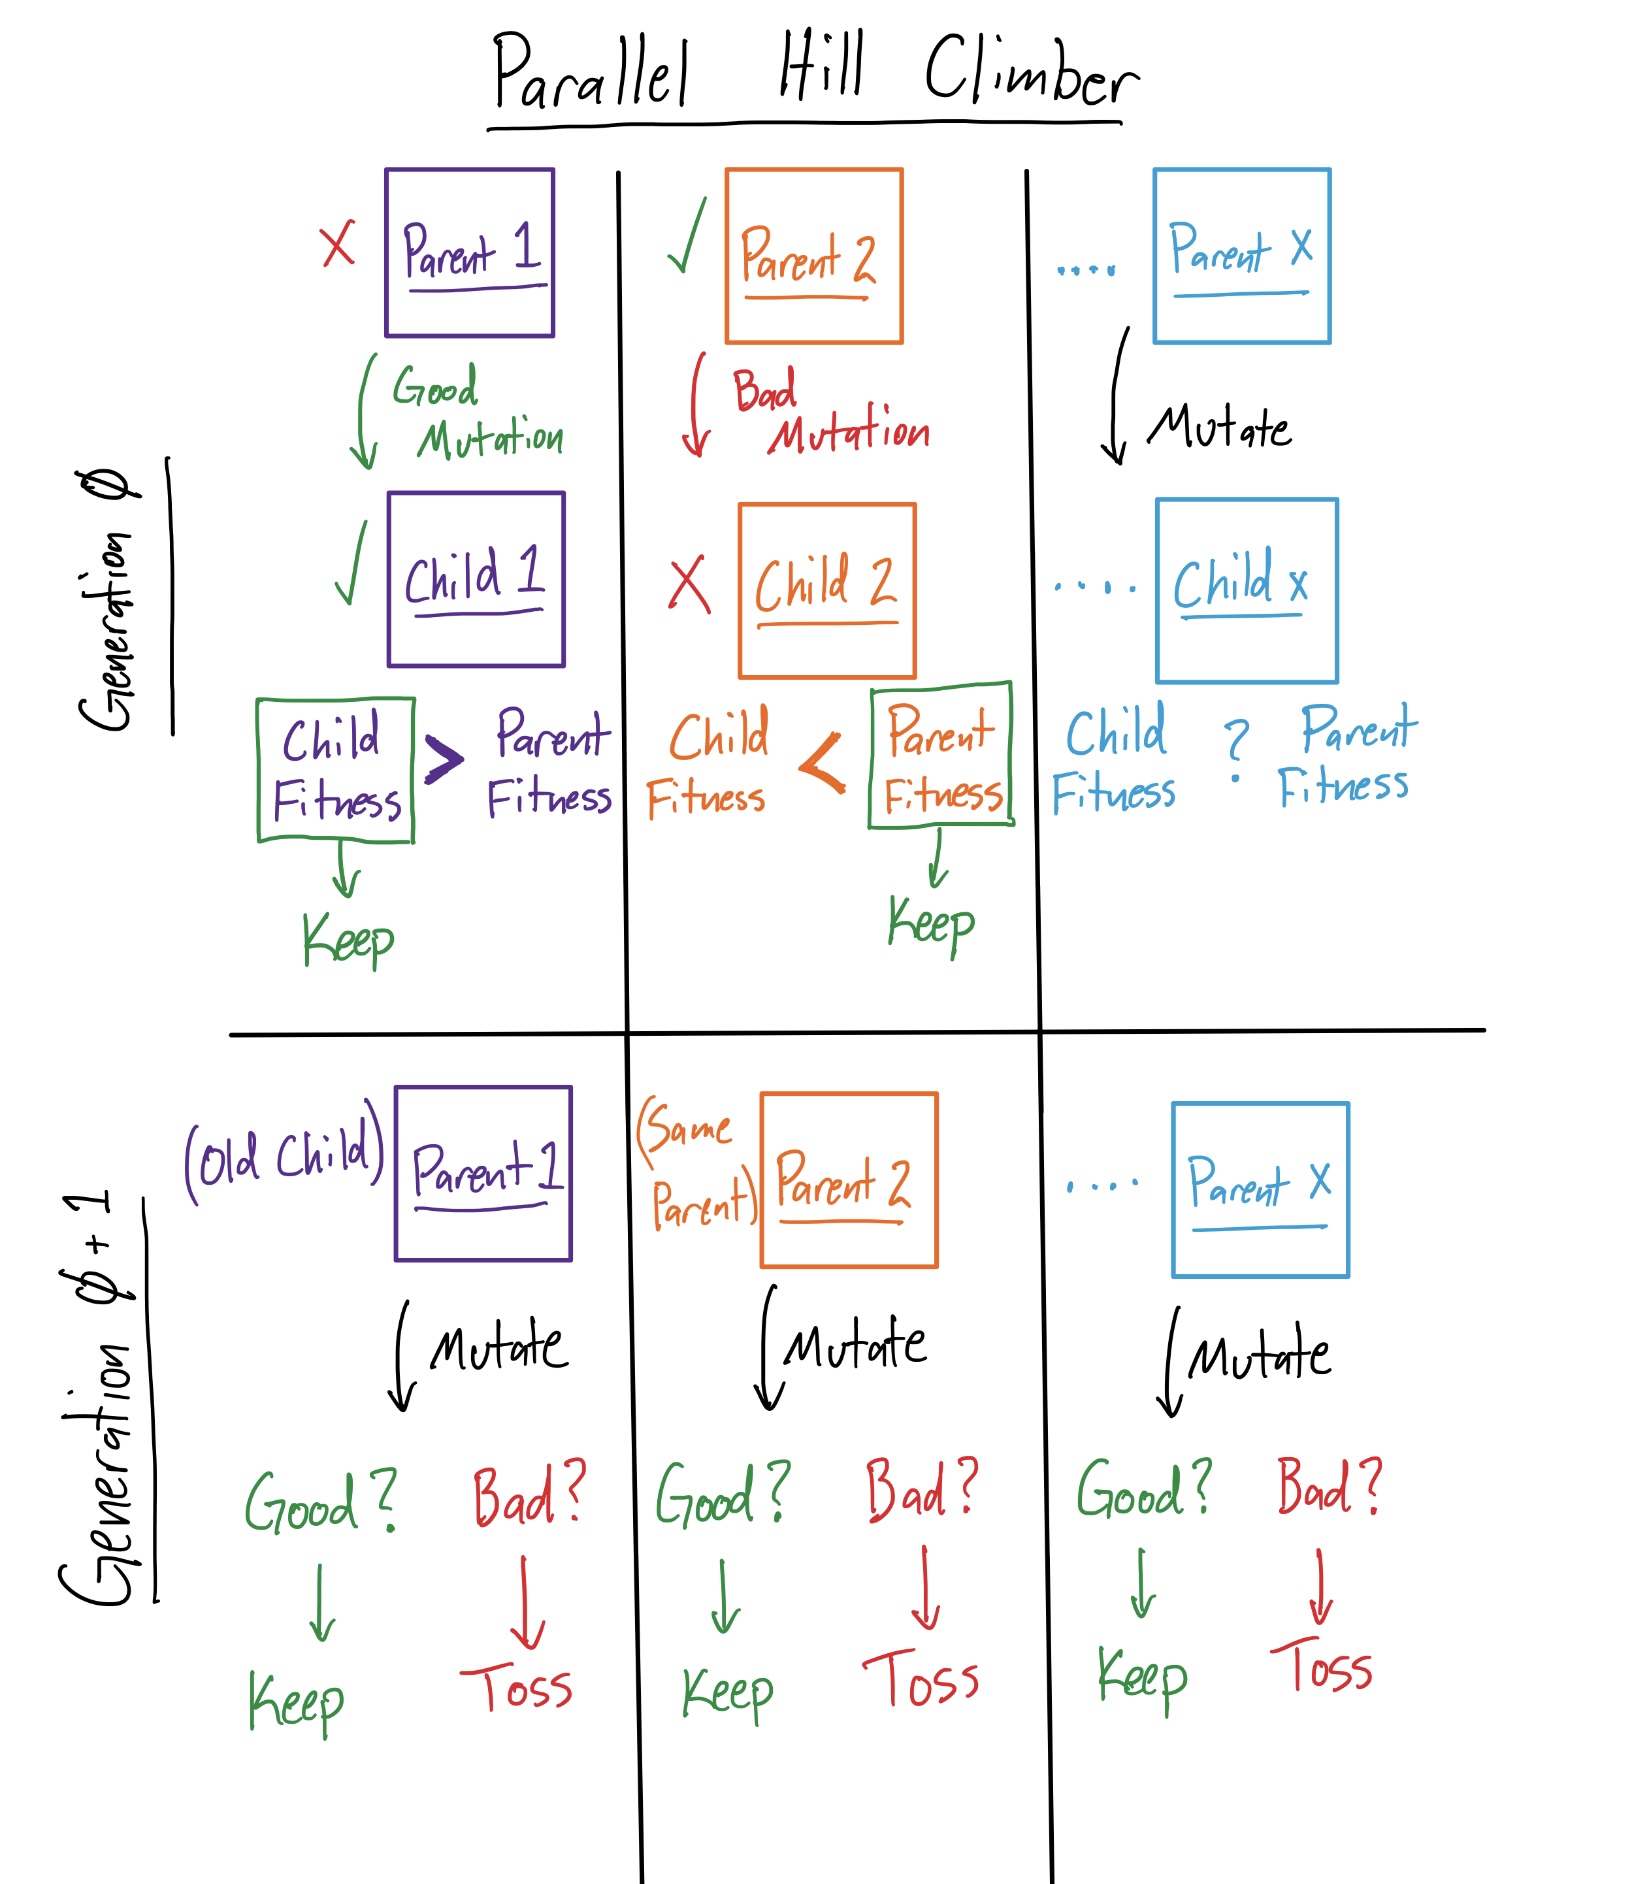 Parallel Hill Climber
Generation ∅
X
Parent 1
Good
Mutation
✓
Child 1
Child
Fitness
>
Parent
Fitness
Keep
✓
Parent 2
Bad
Mutation
X
Child 2
Child
Fitness
<
Parent
Fitness
Keep
....
Parent X
Mutate
....
Child x
Child
Fitness
?
Parent
Fitness
Generation ∅ + 1
(Old Child)
Parent 1
Mutate
Good?
Bad?
Keep
Toss
(Same
Parent)
Parent 2
Mutate
Good?
Bad?
Keep
Toss
....
Parent X
Mutate
Good?
Bad?
Keep
Toss